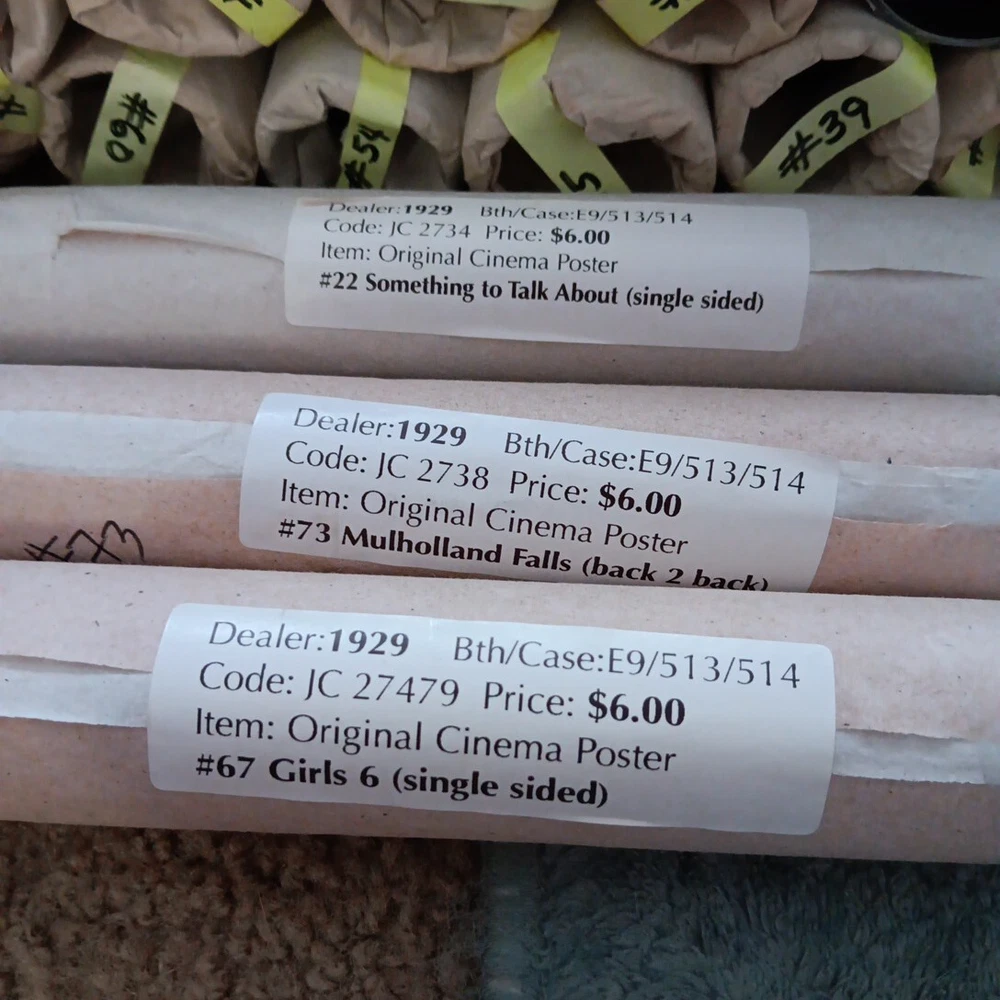 #60
#54
5
#39
Dealer:1929 Bth/Case:E9/513/514
Code: JC 2734 Price: $6.00
Item: Original Cinema Poster
#22 Something to Talk About (single sided)
Dealer:1929 Bth/Case:E9/513/514
Code: JC 2738 Price: $6.00
Item: Original Cinema Poster
#73 Mulholland Falls (back 2 back)
#73
Dealer:1929 Bth/Case:E9/513/514
Code: JC 27479 Price: $6.00
Item: Original Cinema Poster
#67 Girls 6 (single sided)